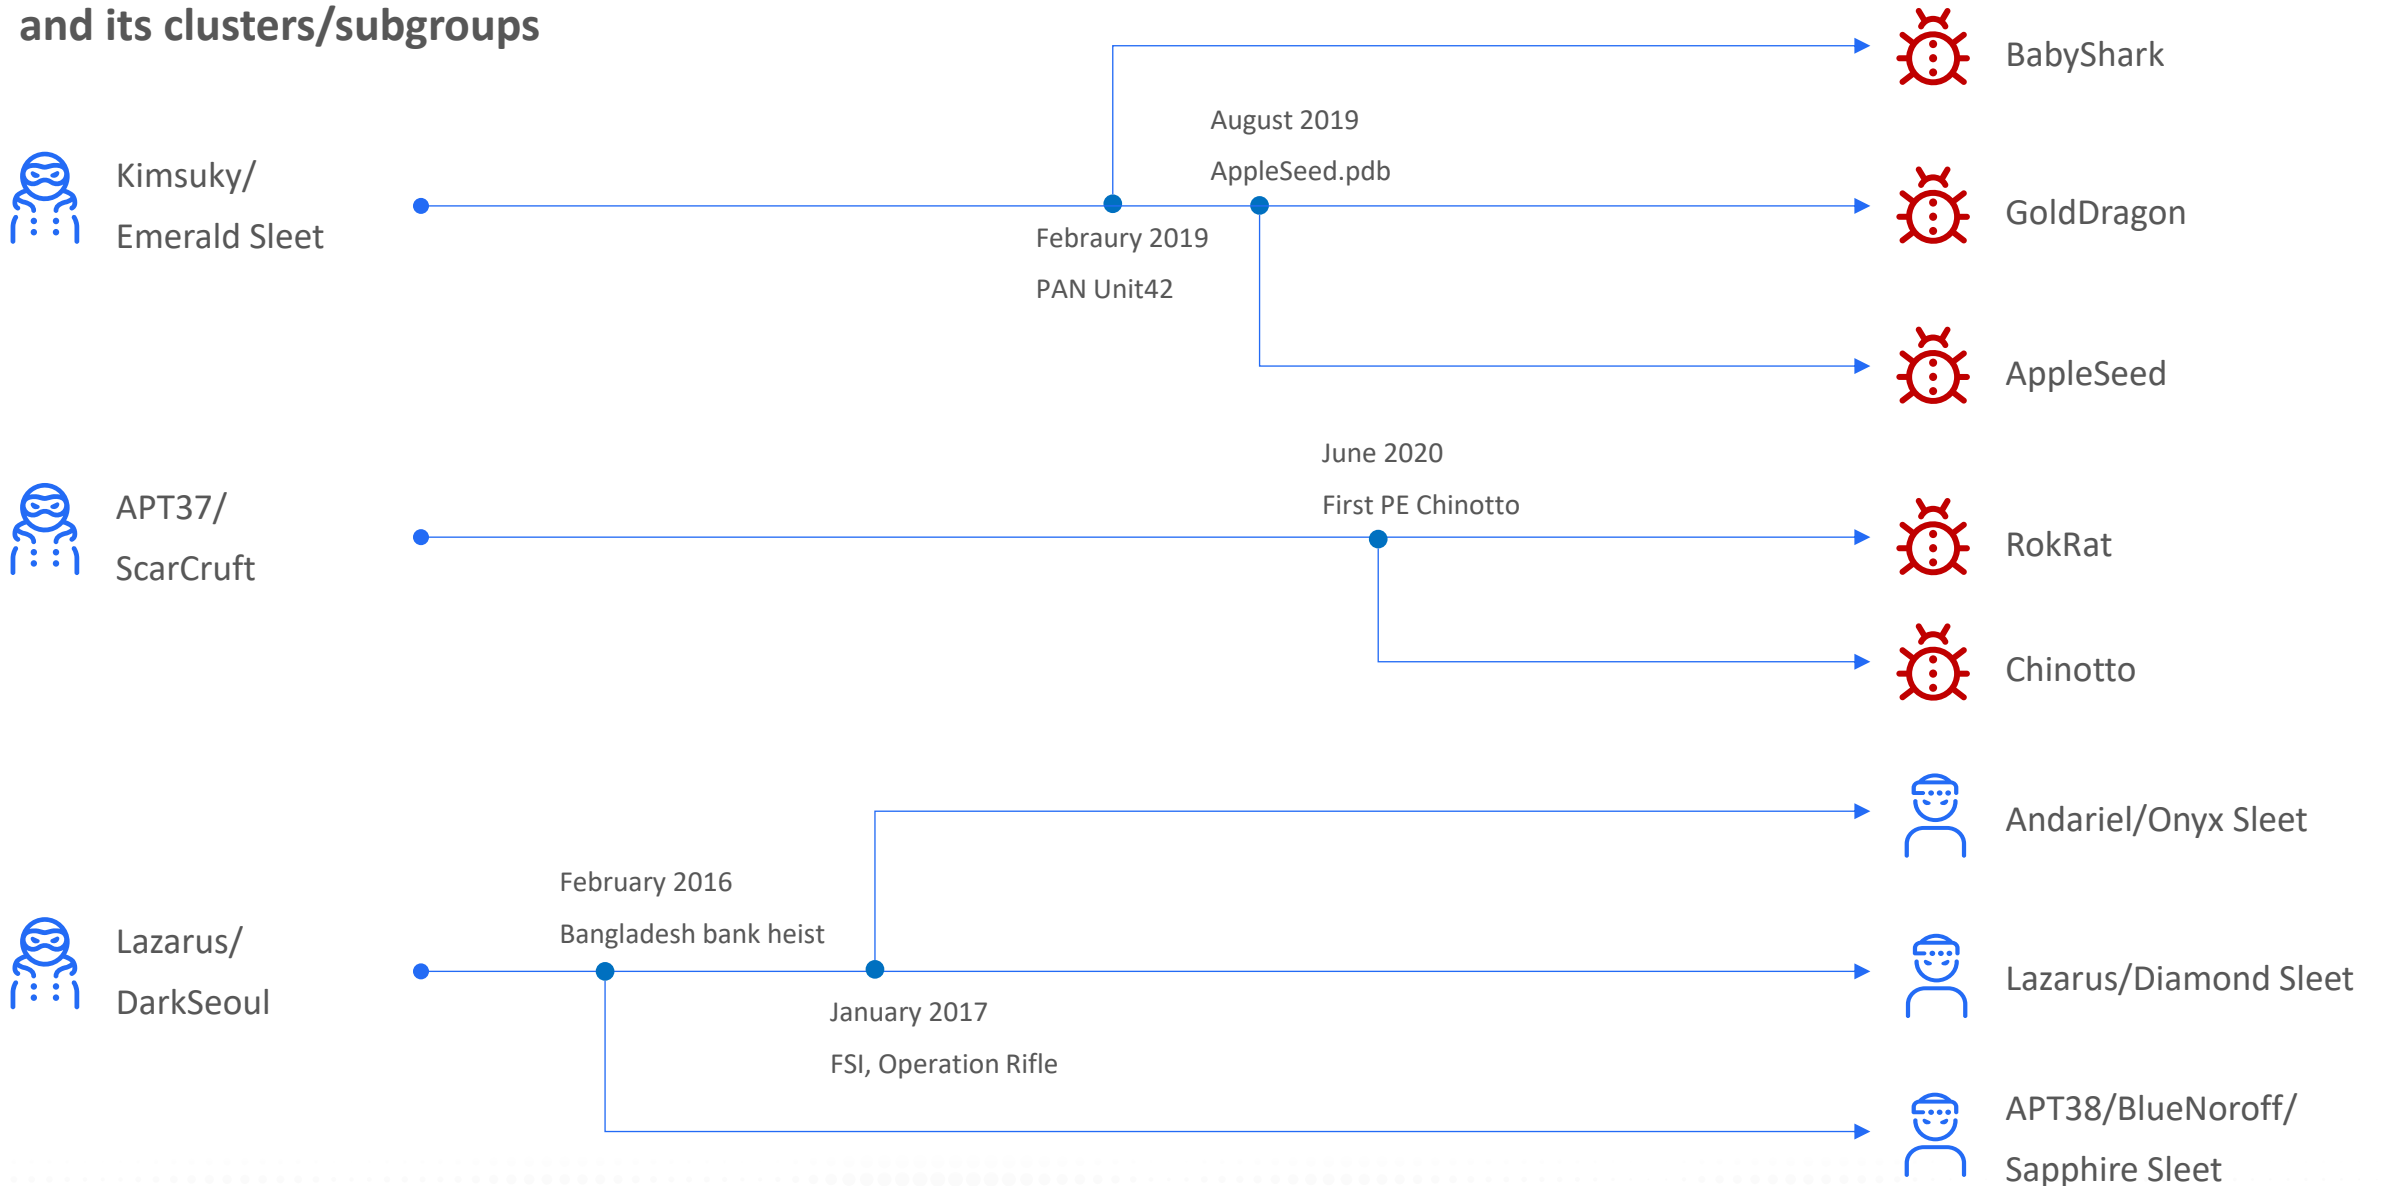 and its clusters/subgroups
BabyShark
August 2019
AppleSeed.pdb
Kimsuky/
Emerald Sleet
GoldDragon
Febraury 2019
PAN Unit42
AppleSeed
June 2020
First PE Chinotto
APT37/
ScarCruft
RokRat
Chinotto
Andariel/Onyx Sleet
February 2016
Bangladesh bank heist
Lazarus/
DarkSeoul
Lazarus/Diamond Sleet
January 2017
FSI, Operation Rifle
APT38/BlueNoroff/
Sapphire Sleet